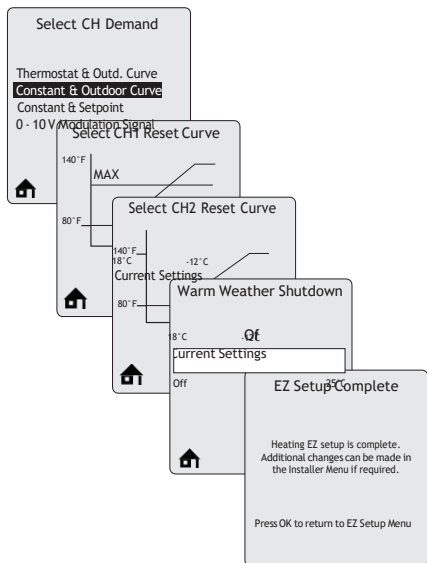 Select CH Demand
Thermostat & Outd. Curve
Constant & Outdoor Curve
Constant & Setpoint
0 - 10 V Modulation Signal
Select CH1 Reset Curve
140°F
MAX
80°F
18°C -12°C
Current Settings
Select CH2 Reset Curve
140°F
80°F
18°C -12°C
Current Settings
Warm Weather Shutdown
Of
Off 25°C
EZ Setup Complete
Heating EZ setup is complete.
Additional changes can be made in
the Installer Menu if required.
Press OK to return to EZ Setup Menu